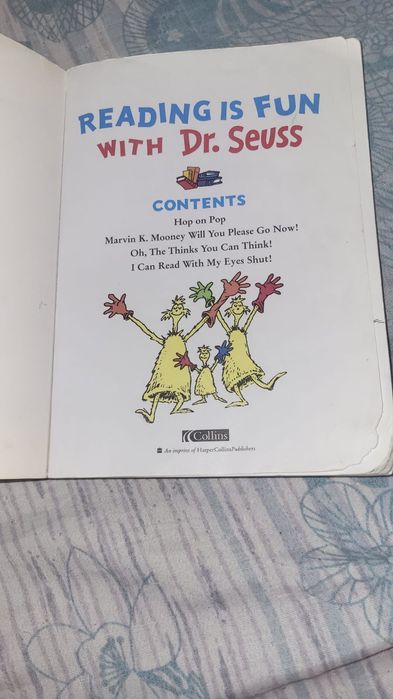 READING IS FUN
WITH Dr. SEUSS
CONTENTS
Hop on Pop
Marvin K. Mooney Will You Please Go Now!
Oh, The Thinks You Can Think!
I Can Read With My Eyes Shut!
Collins
An imprint of HarperCollinsPublishers